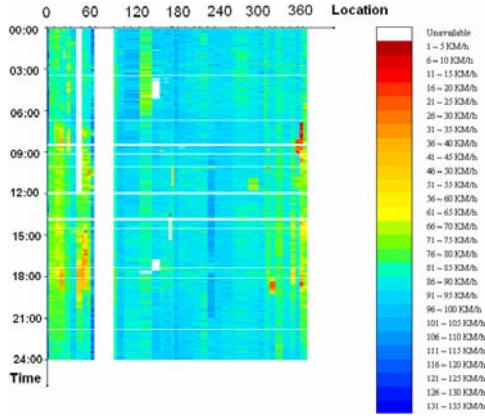 0 60 120 180 240 300 360 Location
00:00
03:00
06:00
09:00
12:00
15:00
18:00
21:00
24:00
Time
Unavailable
1 ~ 5 KM/h
6 ~ 10 KM/h
11 ~ 15 KM/h
16 ~ 20 KM/h
21 ~ 25 KM/h
26 ~ 30 KM/h
31 ~ 35 KM/h
36 ~ 40 KM/h
41 ~ 45 KM/h
46 ~ 50 KM/h
51 ~ 55 KM/h
56 ~ 60 KM/h
61 ~ 65 KM/h
66 ~ 70 KM/h
71 ~ 75 KM/h
76 ~ 80 KM/h
81 ~ 85 KM/h
86 ~ 90 KM/h
91 ~ 95 KM/h
96 ~ 100 KM/h
101 ~ 105 KM/h
106 ~ 110 KM/h
111 ~ 115 KM/h
116 ~ 120 KM/h
121 ~ 125 KM/h
126 ~ 130 KM/h
131 ~ 135 KM/h